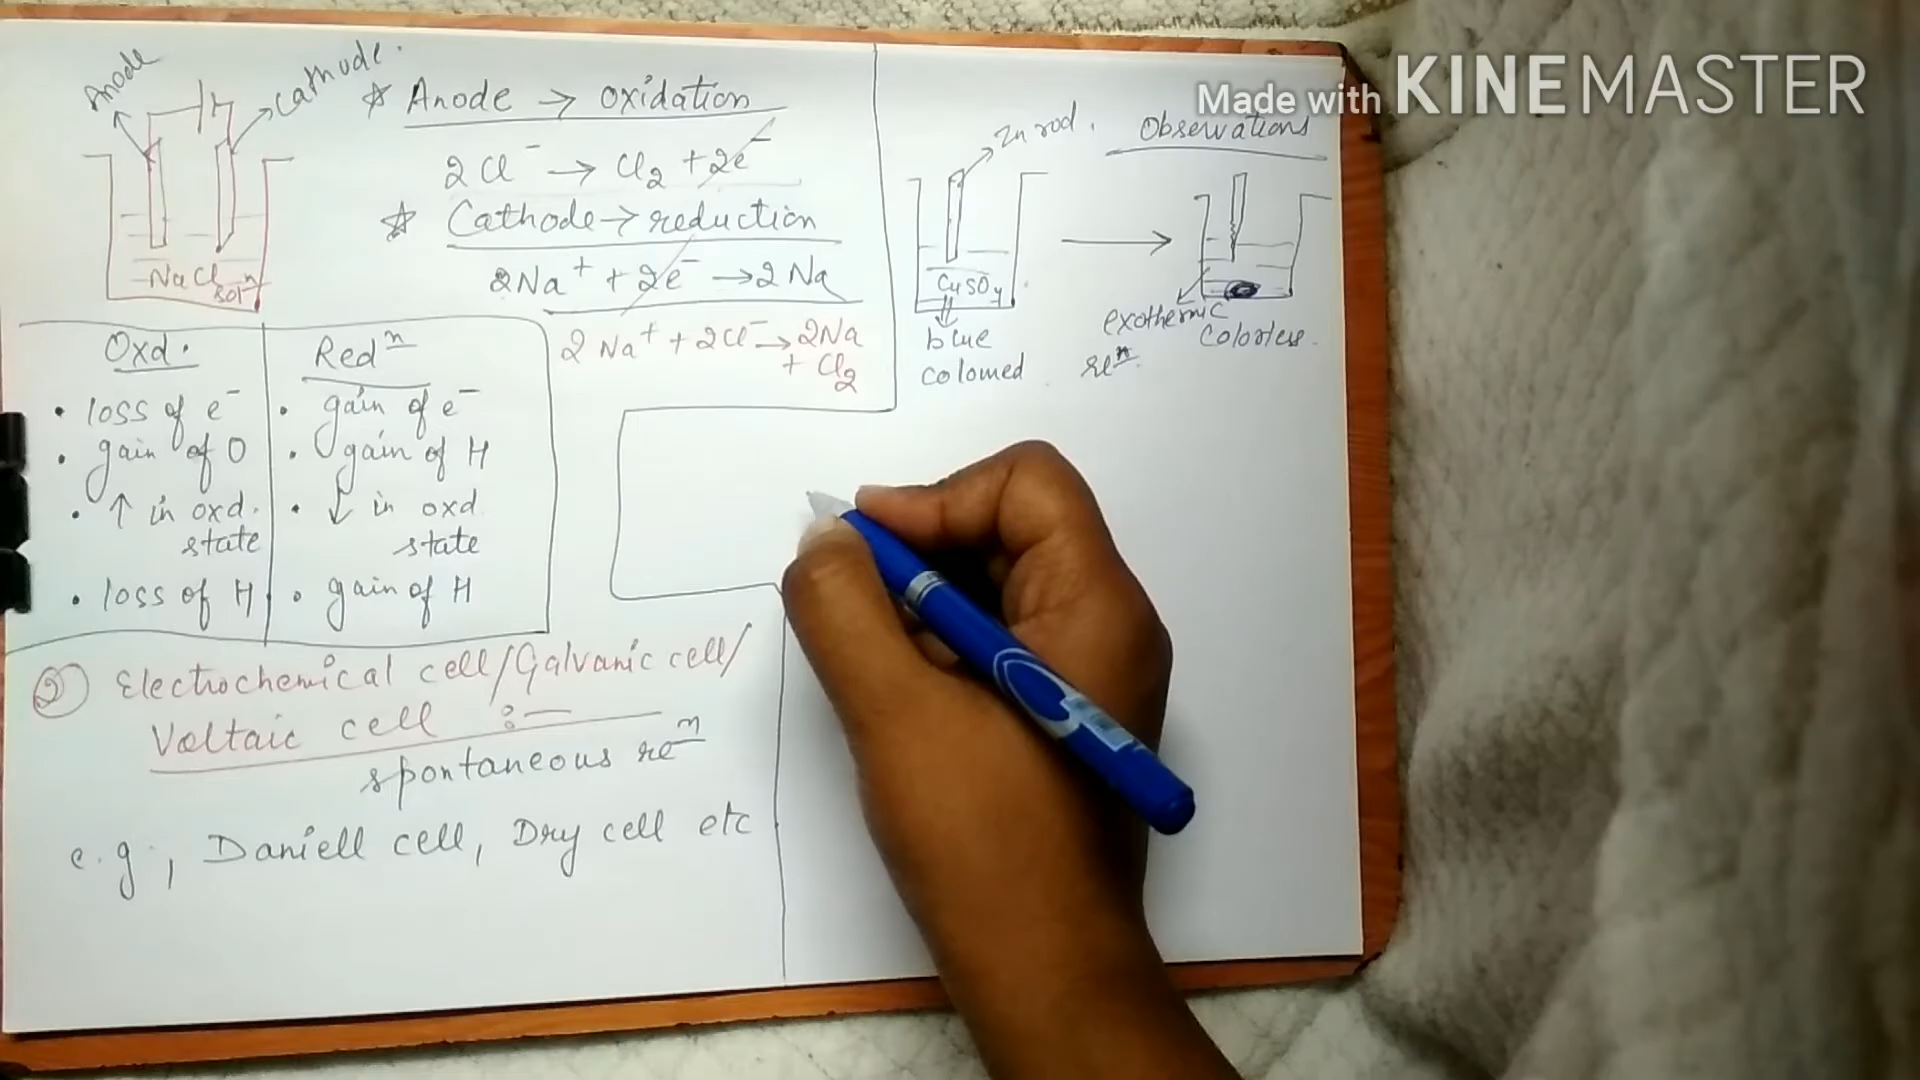 Made with KINEMASTER
Anode
Cathode.
☆ Anode → oxidation
2Cl⁻ → Cl₂ + 2e⁻
☆ Cathode → reduction
2Na⁺ + 2e⁻ → 2Na
2Na⁺ + 2Cl⁻ → 2Na
+ Cl₂
NaCl
solⁿ
Oxd.
• loss of e⁻
• gain of O
• ↑ in oxd.
state
• loss of H
Redⁿ
• gain of e⁻
• gain of H
• ↓ in oxd
state
• gain of H
② Electrochemical cell/Galvanic cell/
Voltaic cell :—
spontaneous reⁿ
e.g., Daniell cell, Dry cell etc
Zn rod.
Observations
CuSO₄
blue
coloured
exothermic
reⁿ.
Colorless.